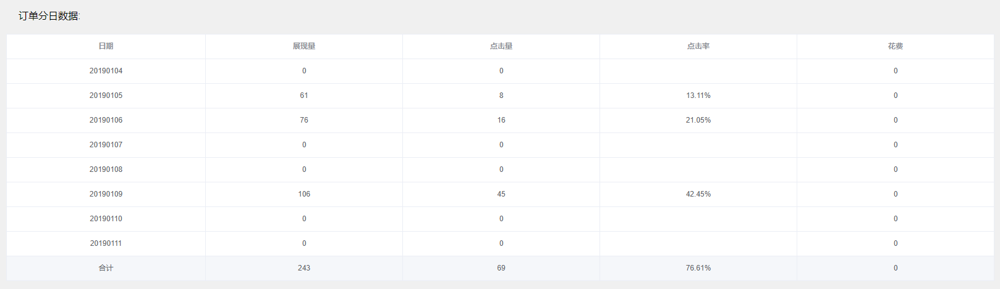 订单分日数据:
日期 展现量 点击量 点击率 花费
20190104 0 0 0
20190105 61 8 13.11% 0
20190106 76 16 21.05% 0
20190107 0 0 0
20190108 0 0 0
20190109 106 45 42.45% 0
20190110 0 0 0
20190111 0 0 0
合计 243 69 76.61% 0